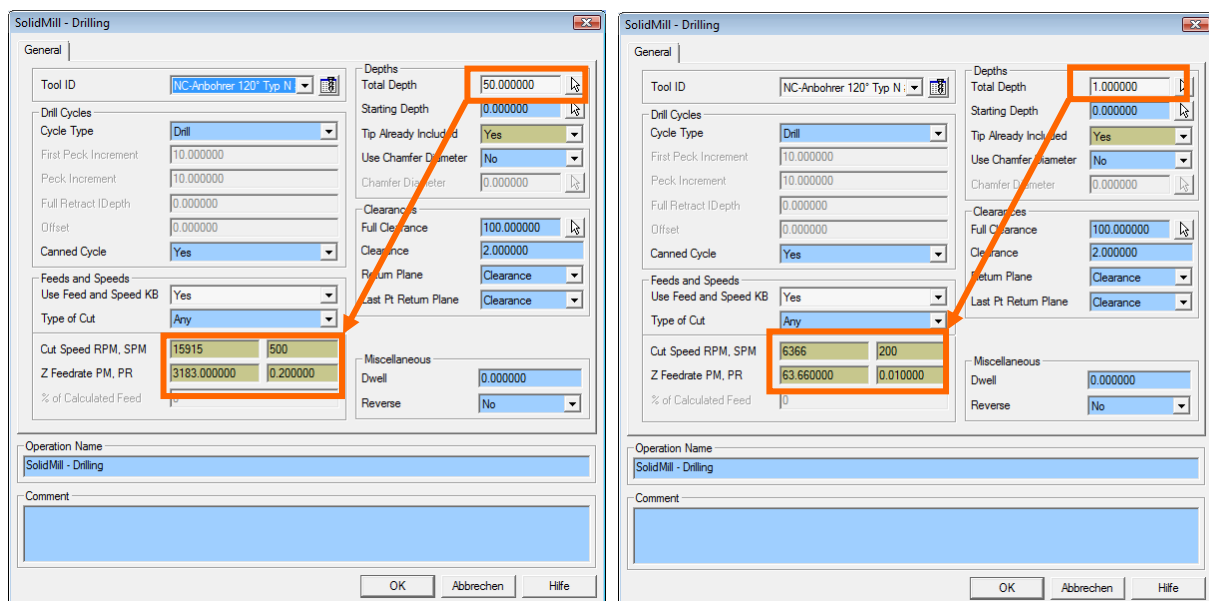 SolidMill - Drilling
General
Tool ID NC-Anbohrer 120° Typ N
Drill Cycles
Cycle Type Drill
First Peck Increment 10.000000
Peck Increment 10.000000
Full Retract IDepth 0.000000
Offset 0.000000
Canned Cycle Yes
Feeds and Speeds
Use Feed and Speed KB Yes
Type of Cut Any
Cut Speed RPM, SPM 15915 500
Z Feedrate PM, PR 3183.000000 0.200000
% of Calculated Feed 0
Depths
Total Depth 50.000000
Starting Depth 0.000000
Tip Already Included Yes
Use Chamfer Diameter No
Chamfer Diameter 0.000000
Clearances
Full Clearance 100.000000
Clearance 2.000000
Return Plane Clearance
Last Pt Return Plane Clearance
Miscellaneous
Dwell 0.000000
Reverse No
Operation Name
SolidMill - Drilling
Comment
OK Abbrechen Hilfe
SolidMill - Drilling
General
Tool ID NC-Anbohrer 120° Typ N
Drill Cycles
Cycle Type Drill
First Peck Increment 10.000000
Peck Increment 10.000000
Full Retract IDepth 0.000000
Offset 0.000000
Canned Cycle Yes
Feeds and Speeds
Use Feed and Speed KB Yes
Type of Cut Any
Cut Speed RPM, SPM 6366 200
Z Feedrate PM, PR 63.660000 0.010000
% of Calculated Feed 0
Depths
Total Depth 1.000000
Starting Depth 0.000000
Tip Already Included Yes
Use Chamfer Diameter No
Chamfer Diameter 0.000000
Clearances
Full Clearance 100.000000
Clearance 2.000000
Return Plane Clearance
Last Pt Return Plane Clearance
Miscellaneous
Dwell 0.000000
Reverse No
Operation Name
SolidMill - Drilling
Comment
OK Abbrechen Hilfe